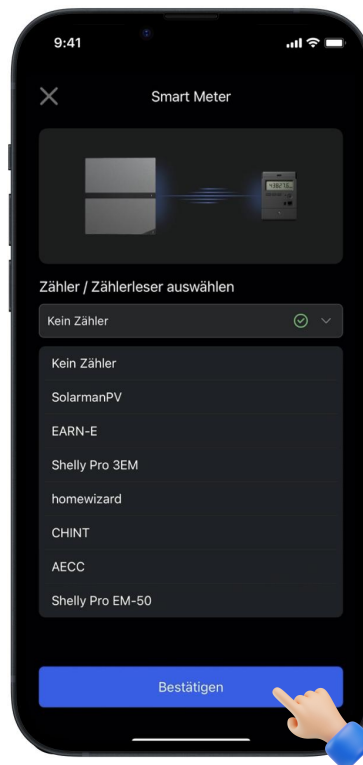 9:41
Smart Meter
Zähler / Zählerleser auswählen
Kein Zähler
Kein Zähler
SolarmanPV
EARN-E
Shelly Pro 3EM
homewizard
CHINT
AECC
Shelly Pro EM-50
Bestätigen